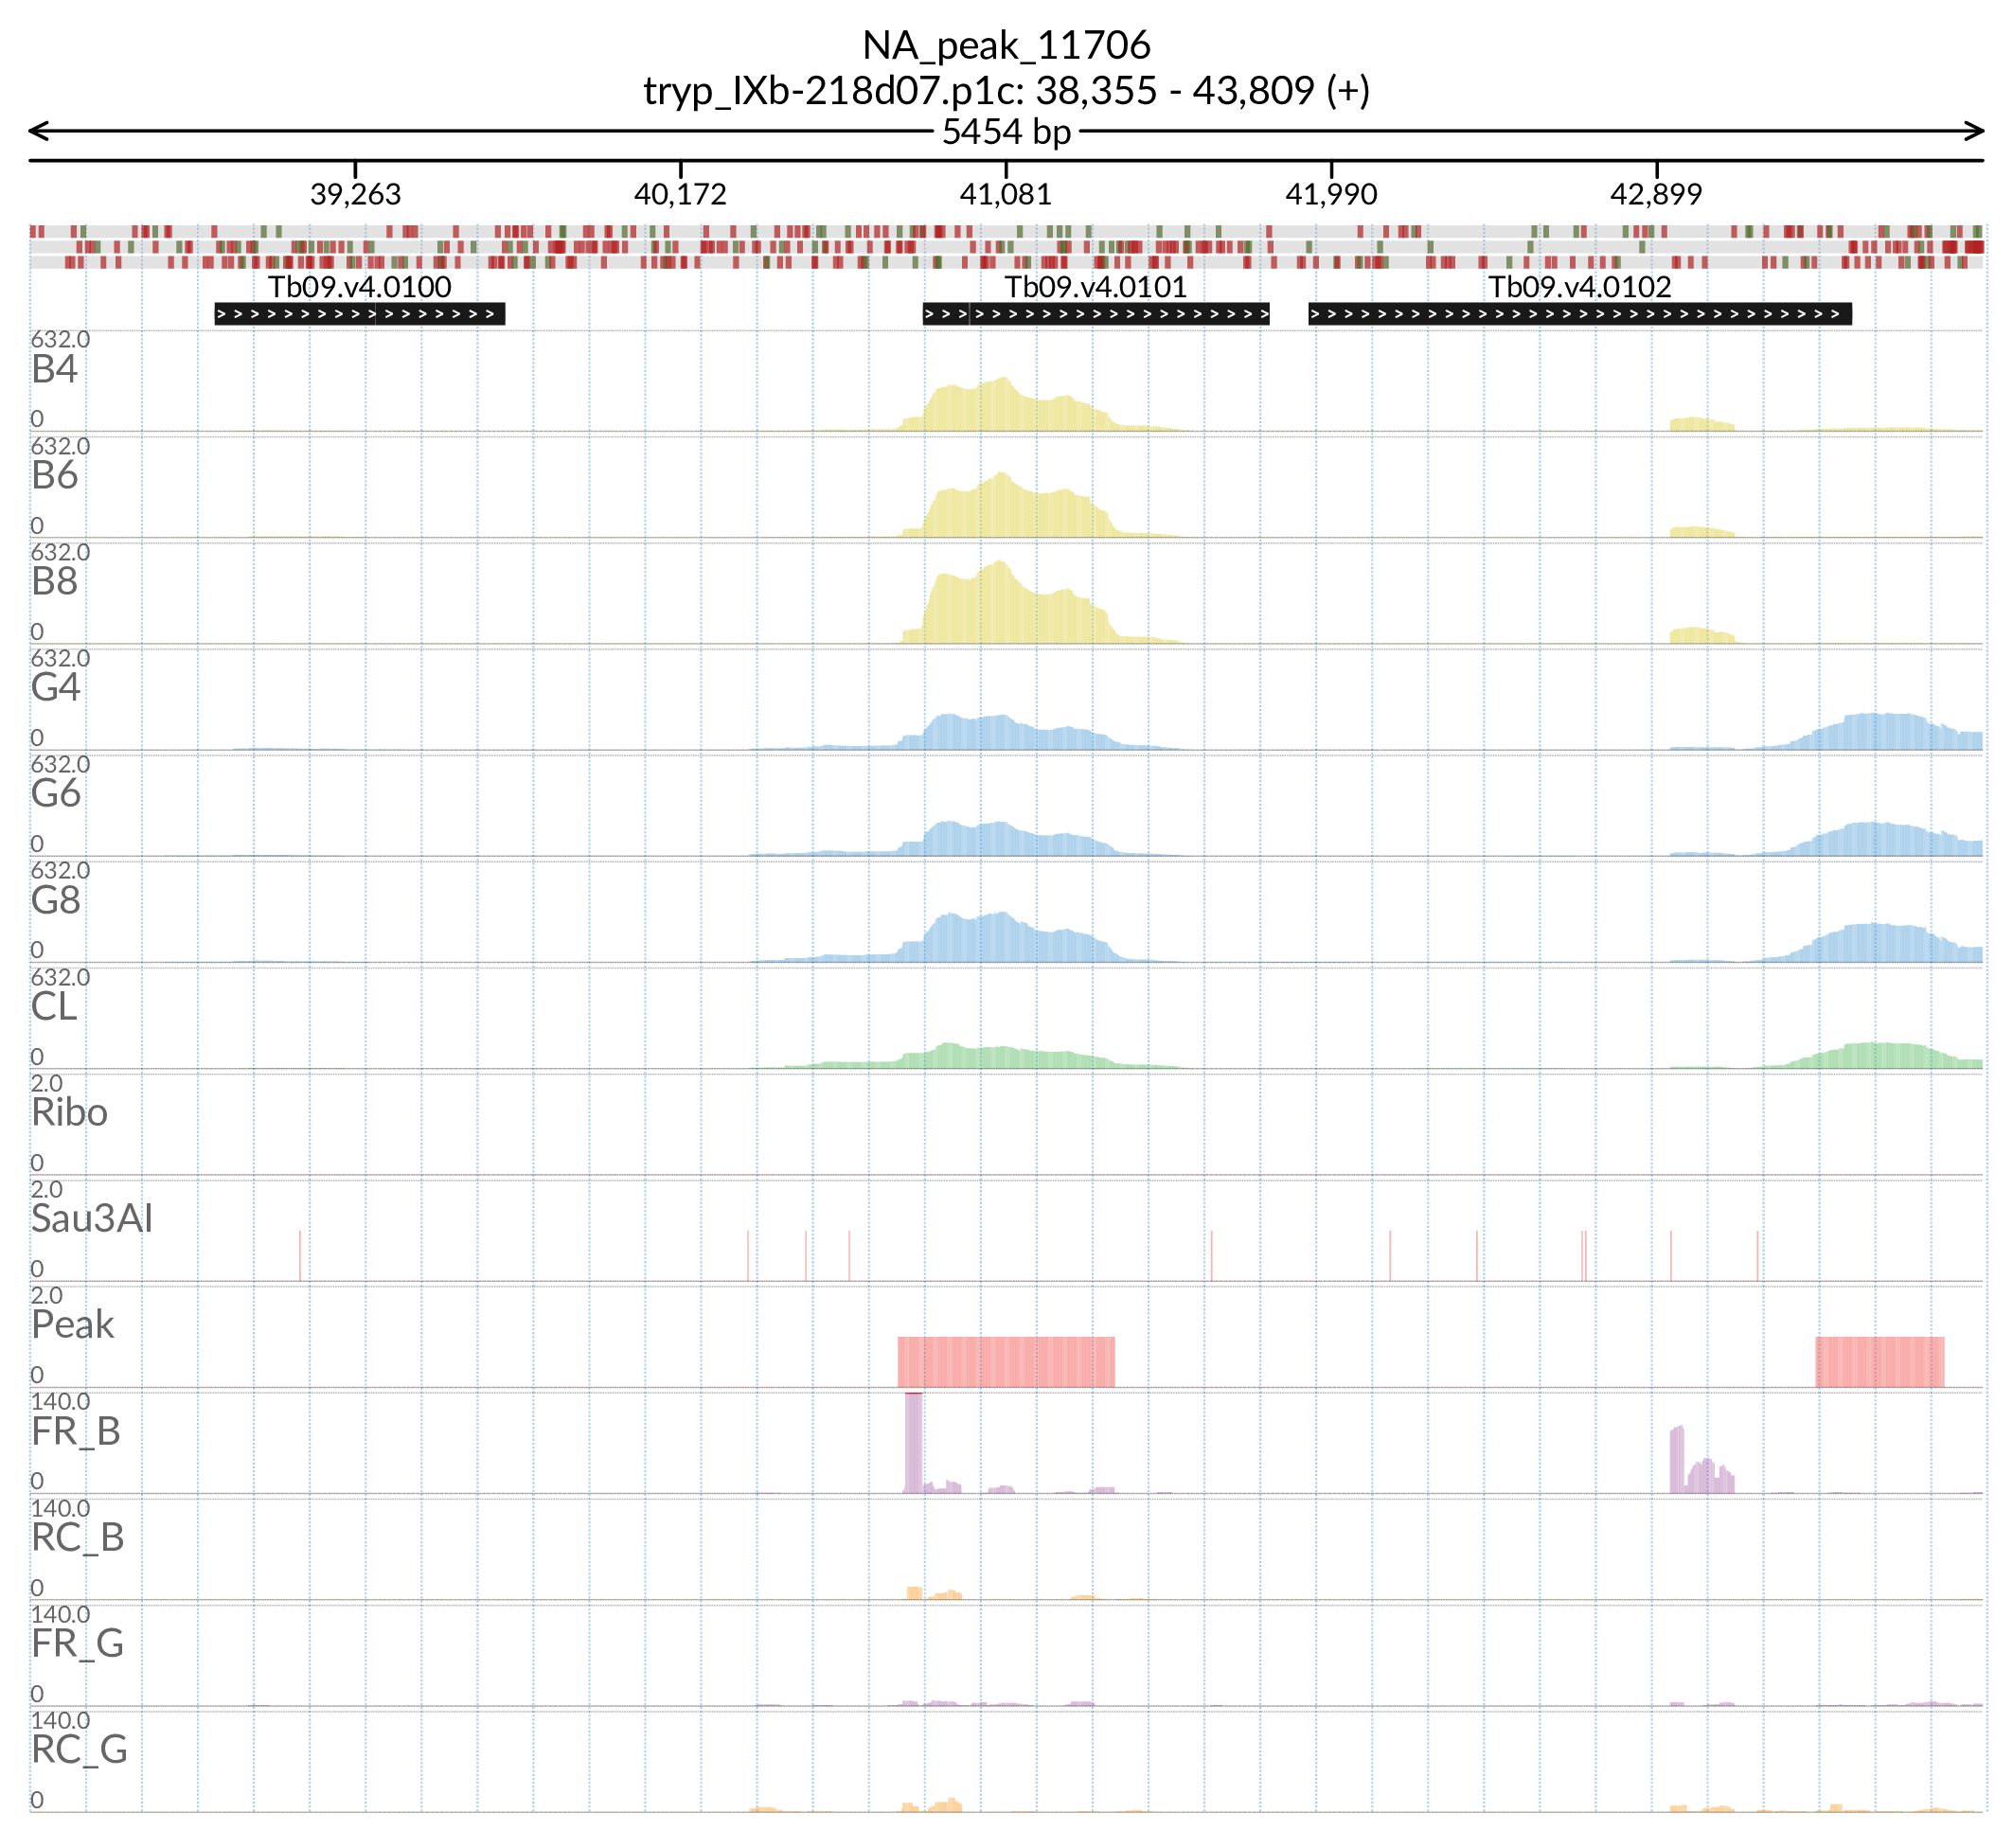 NA_peak_11706
tryp_IXb-218d07.p1c: 38,355 - 43,809 (+)
5454 bp
39,263 40,172 41,081 41,990 42,899
Tb09.v4.0100 Tb09.v4.0101 Tb09.v4.0102
632.0
B4
0
632.0
B6
0
632.0
B8
0
632.0
G4
0
632.0
G6
0
632.0
G8
0
632.0
CL
0
2.0
Ribo
0
2.0
Sau3AI
0
2.0
Peak
0
140.0
FR_B
0
140.0
RC_B
0
140.0
FR_G
0
140.0
RC_G
0